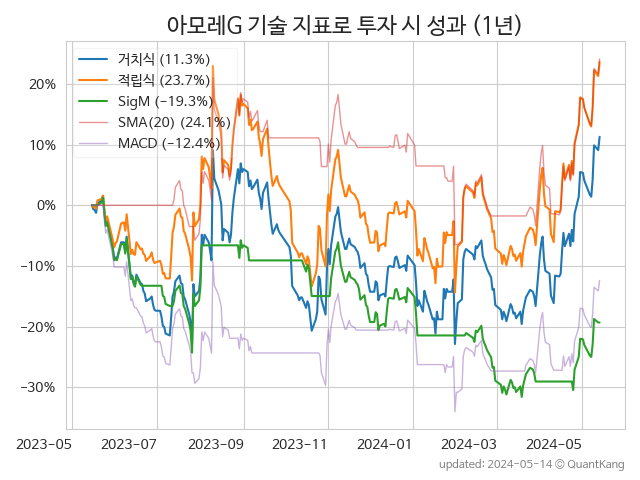 아모레G 기술 지표로 투자 시 성과 (1년)
거치식 (11.3%)
적립식 (23.7%)
SigM (−19.3%)
SMA(20) (24.1%)
MACD (−12.4%)
20%
10%
0%
−10%
−20%
−30%
2023-05 2023-07 2023-09 2023-11 2024-01 2024-03 2024-05
updated: 2024-05-14 ⓒ QuantKang